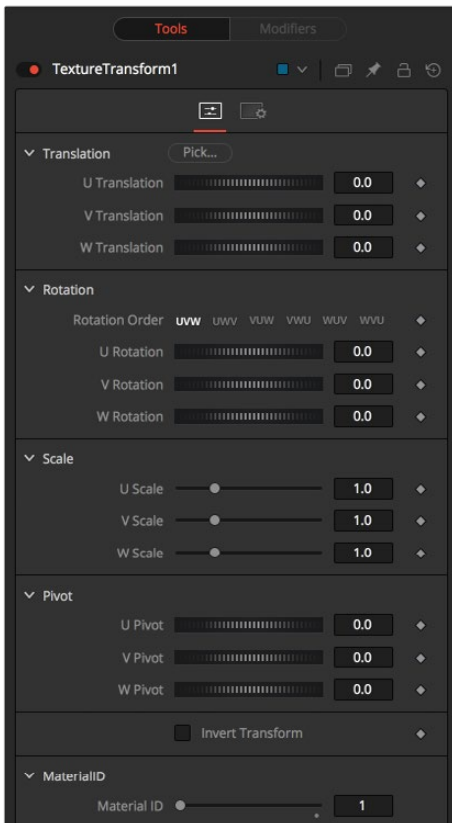 Tools Modifiers
TextureTransform1
Translation Pick...
U Translation 0.0
V Translation 0.0
W Translation 0.0
Rotation
Rotation Order UVW UWV VUW VWU WUV WVU
U Rotation 0.0
V Rotation 0.0
W Rotation 0.0
Scale
U Scale 1.0
V Scale 1.0
W Scale 1.0
Pivot
U Pivot 0.0
V Pivot 0.0
W Pivot 0.0
Invert Transform
MaterialID
Material ID 1